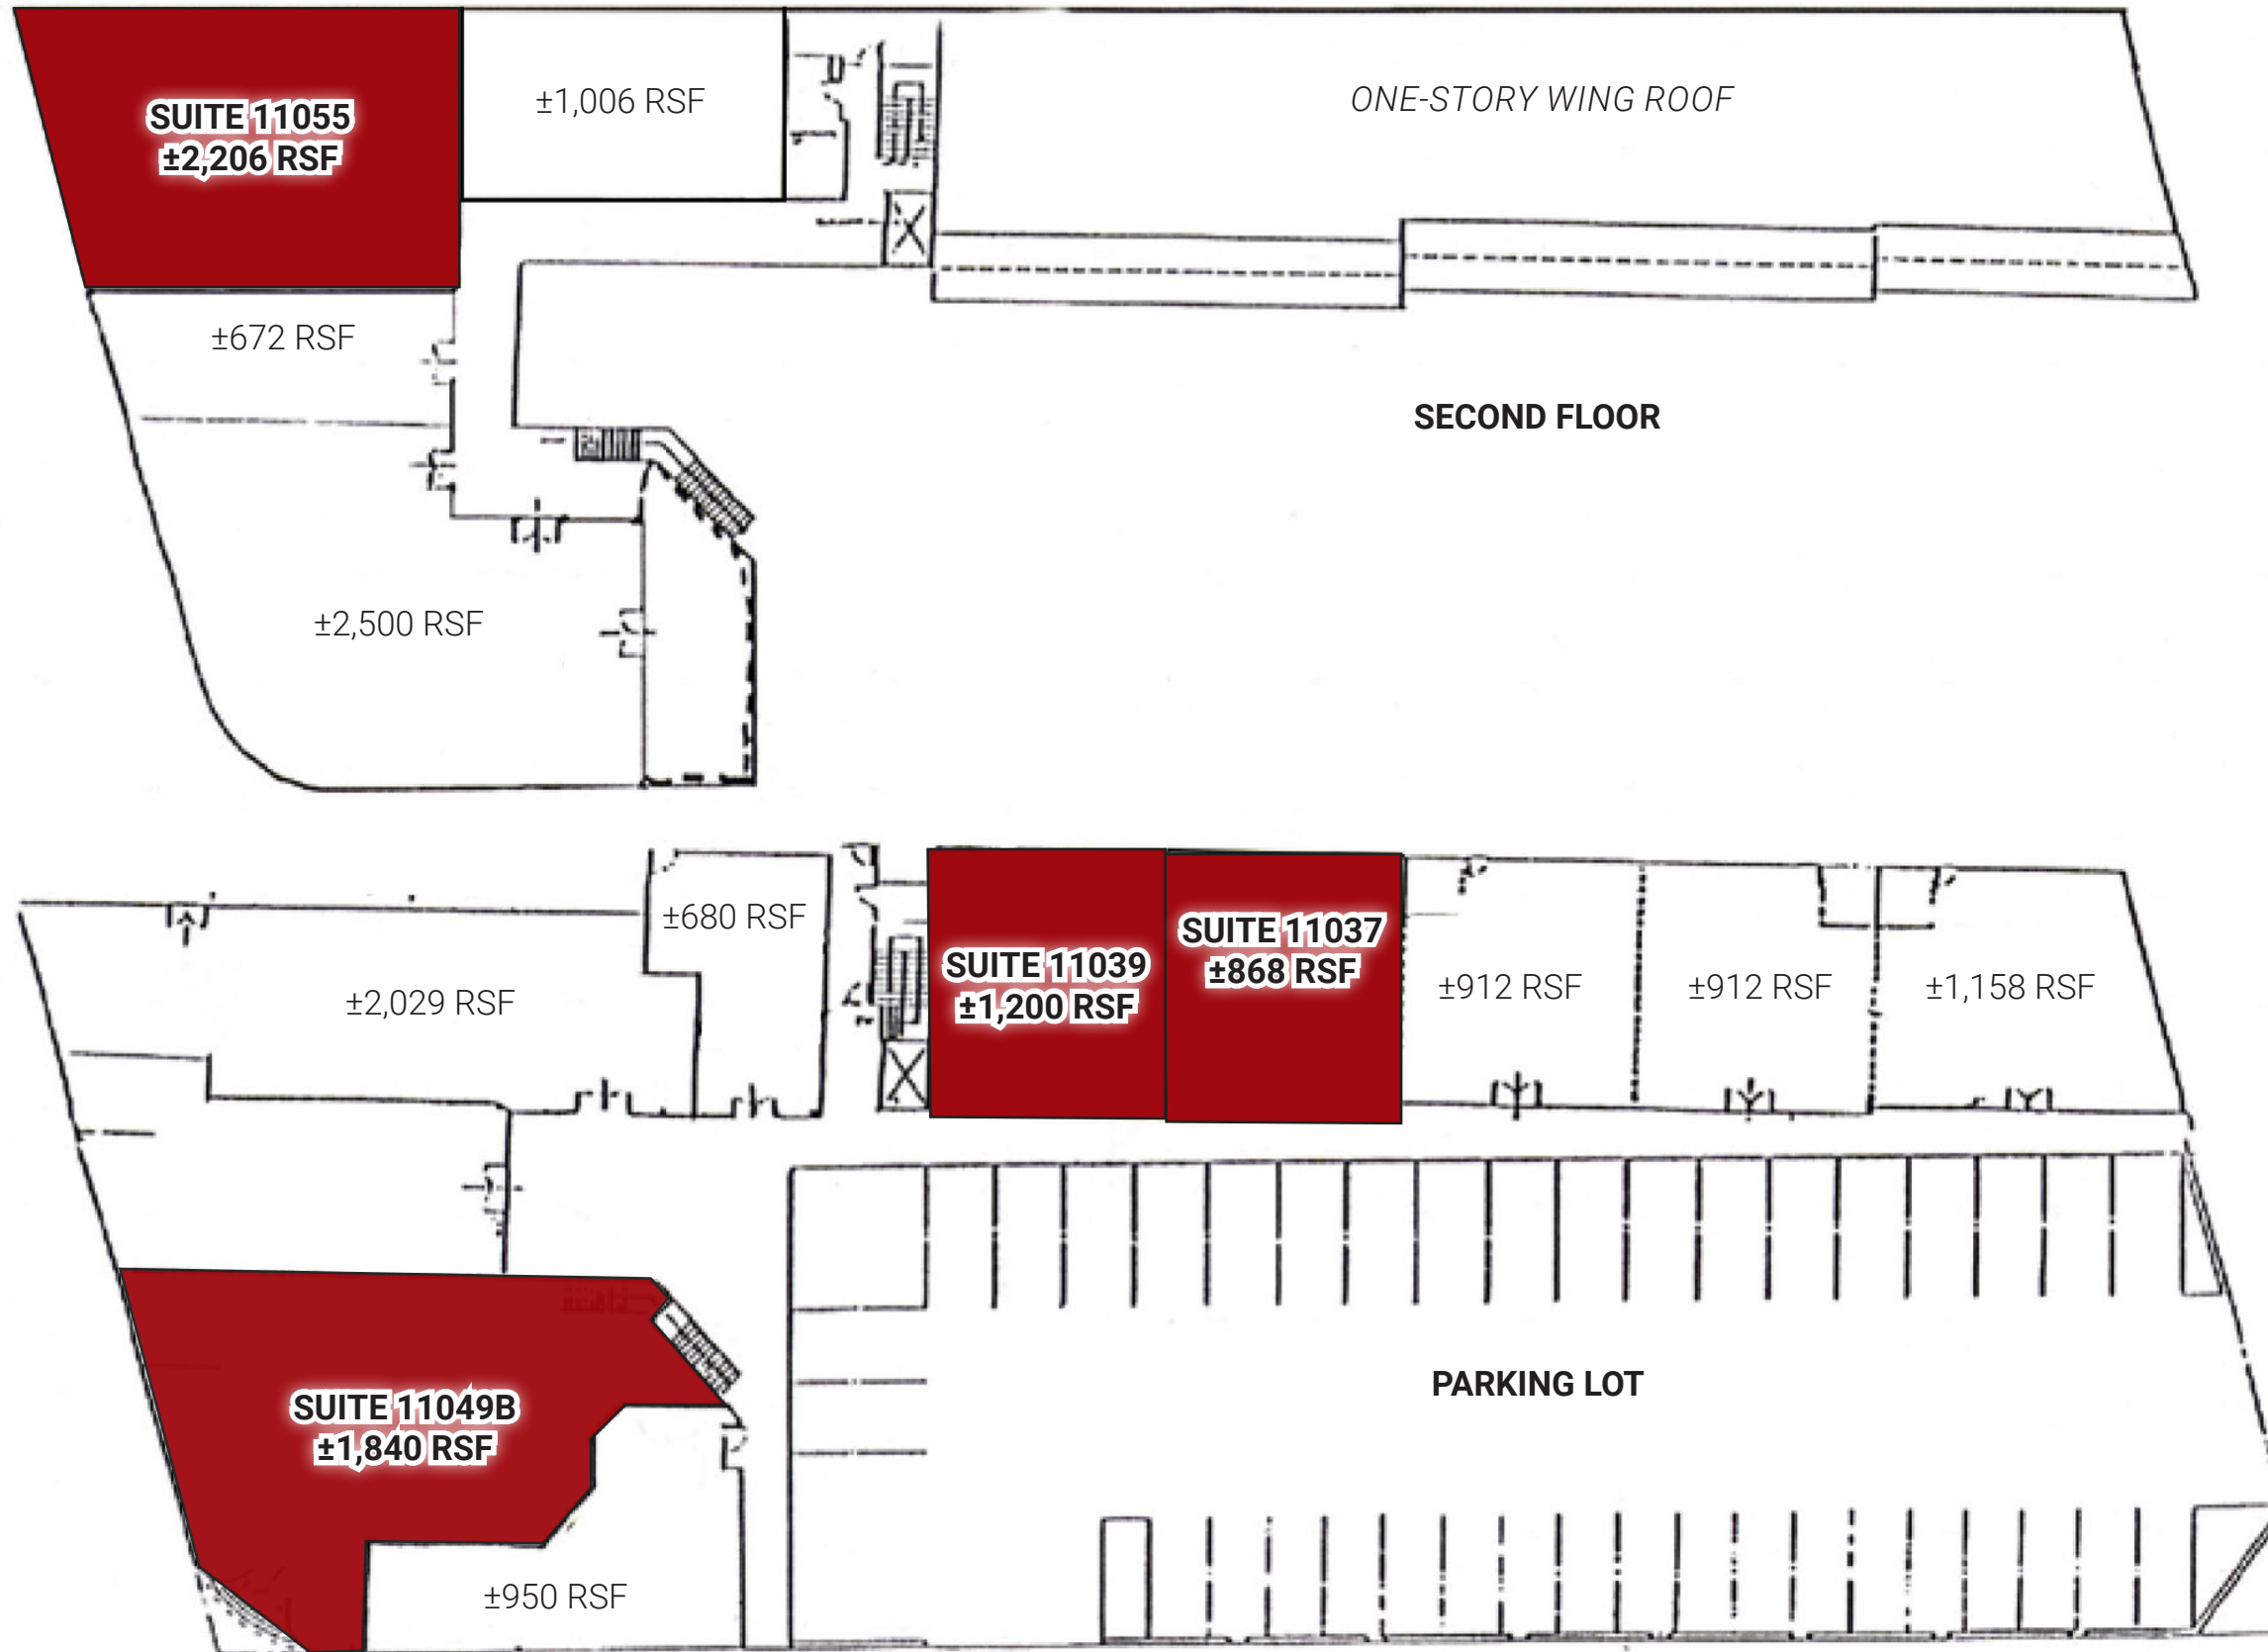 SUITE 11055
±2,206 RSF
±1,006 RSF
ONE-STORY WING ROOF
±672 RSF
SECOND FLOOR
±2,500 RSF
±680 RSF
±2,029 RSF
SUITE 11039
±1,200 RSF
SUITE 11037
±868 RSF
±912 RSF
±912 RSF
±1,158 RSF
PARKING LOT
SUITE 11049B
±1,840 RSF
±950 RSF